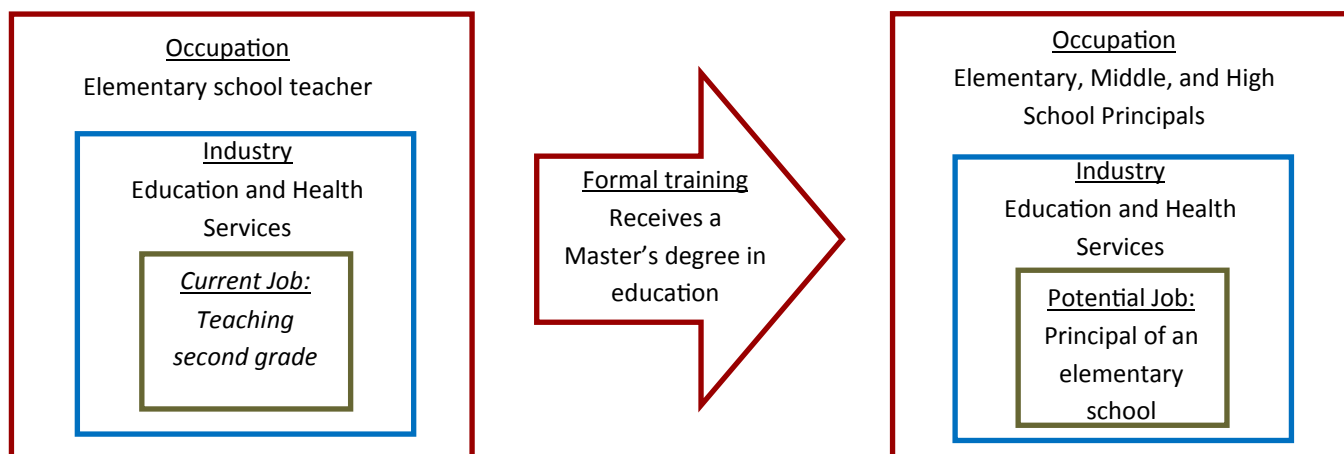 Occupation
Elementary school teacher
Industry
Education and Health
Services
Current Job:
Teaching
second grade
Formal training
Receives a
Master’s degree in
education
Occupation
Elementary, Middle, and High
School Principals
Industry
Education and Health
Services
Potential Job:
Principal of an
elementary
school